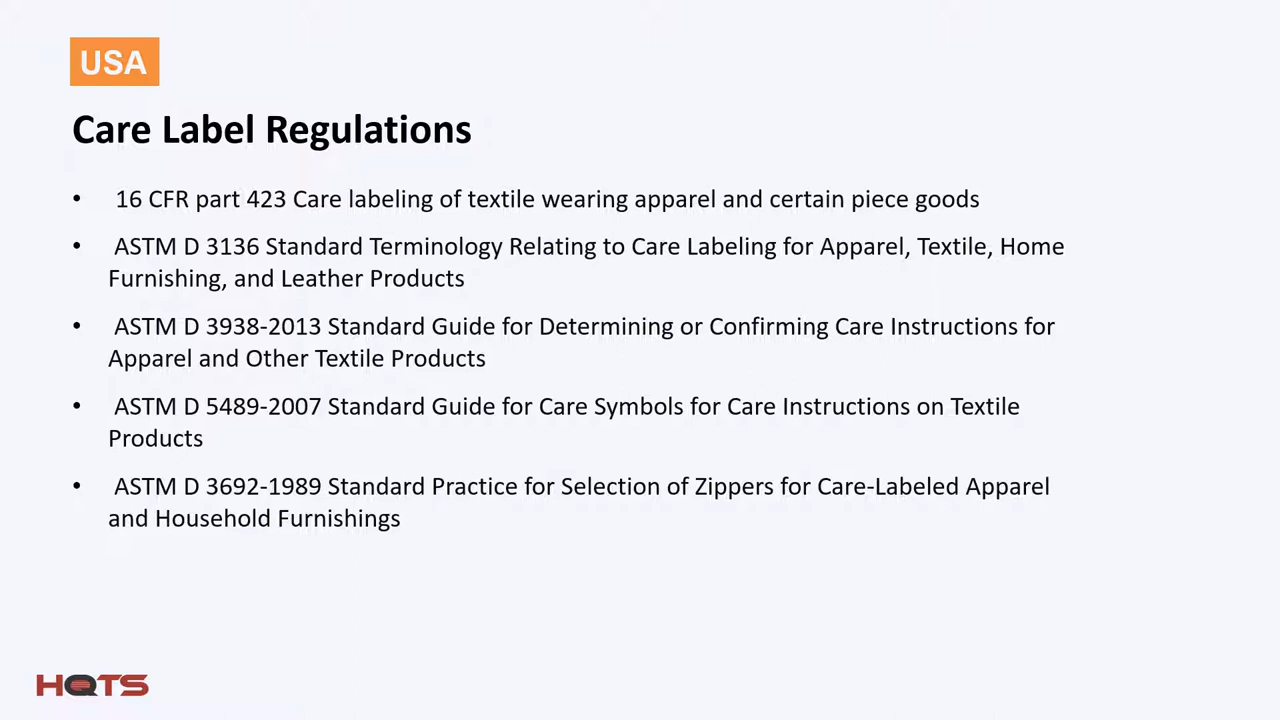 USA
Care Label Regulations
• 16 CFR part 423 Care labeling of textile wearing apparel and certain piece goods
• ASTM D 3136 Standard Terminology Relating to Care Labeling for Apparel, Textile, Home
Furnishing, and Leather Products
• ASTM D 3938-2013 Standard Guide for Determining or Confirming Care Instructions for
Apparel and Other Textile Products
• ASTM D 5489-2007 Standard Guide for Care Symbols for Care Instructions on Textile
Products
• ASTM D 3692-1989 Standard Practice for Selection of Zippers for Care-Labeled Apparel
and Household Furnishings
HQTS